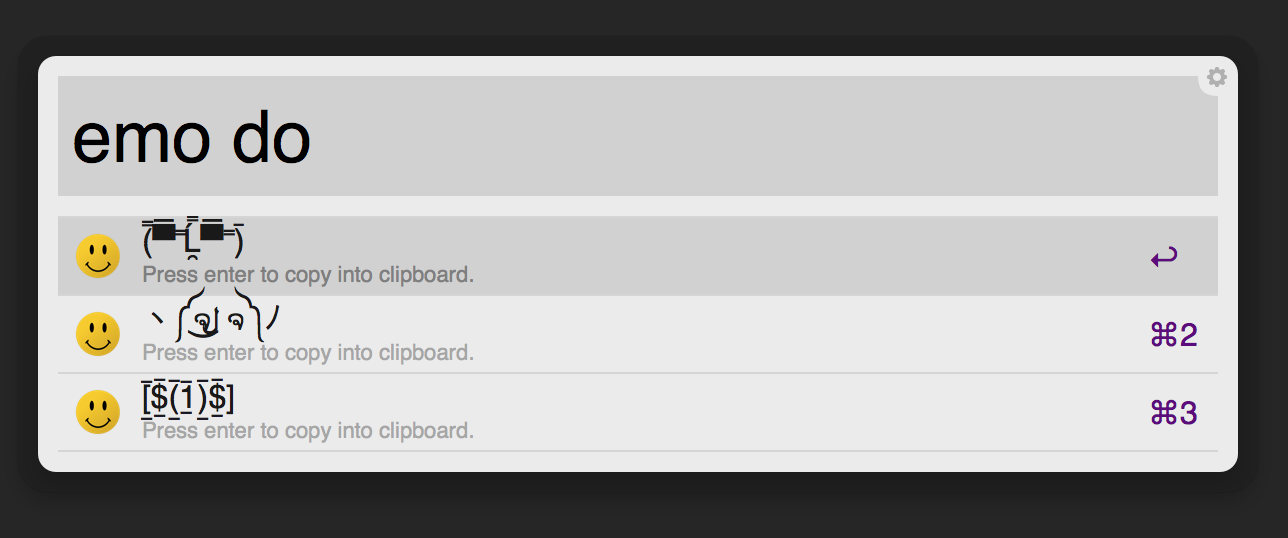 emo do
( ̿▀̿ ̿Ĺ̯̿̿▀̿ ̿)̄
Press enter to copy into clipboard.
ヽ༼ຈل͜ຈ༽ﾉ
Press enter to copy into clipboard.
⌘2
[̲̅$̲̅(̲̅1̲̅)̲̅$̲̅]
Press enter to copy into clipboard.
⌘3